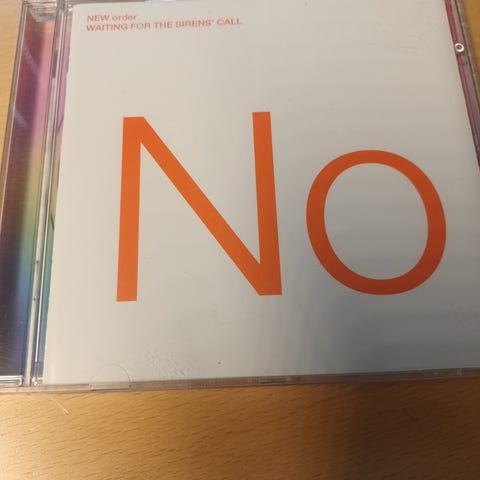 NEW order
WAITING FOR THE SIRENS' CALL
No